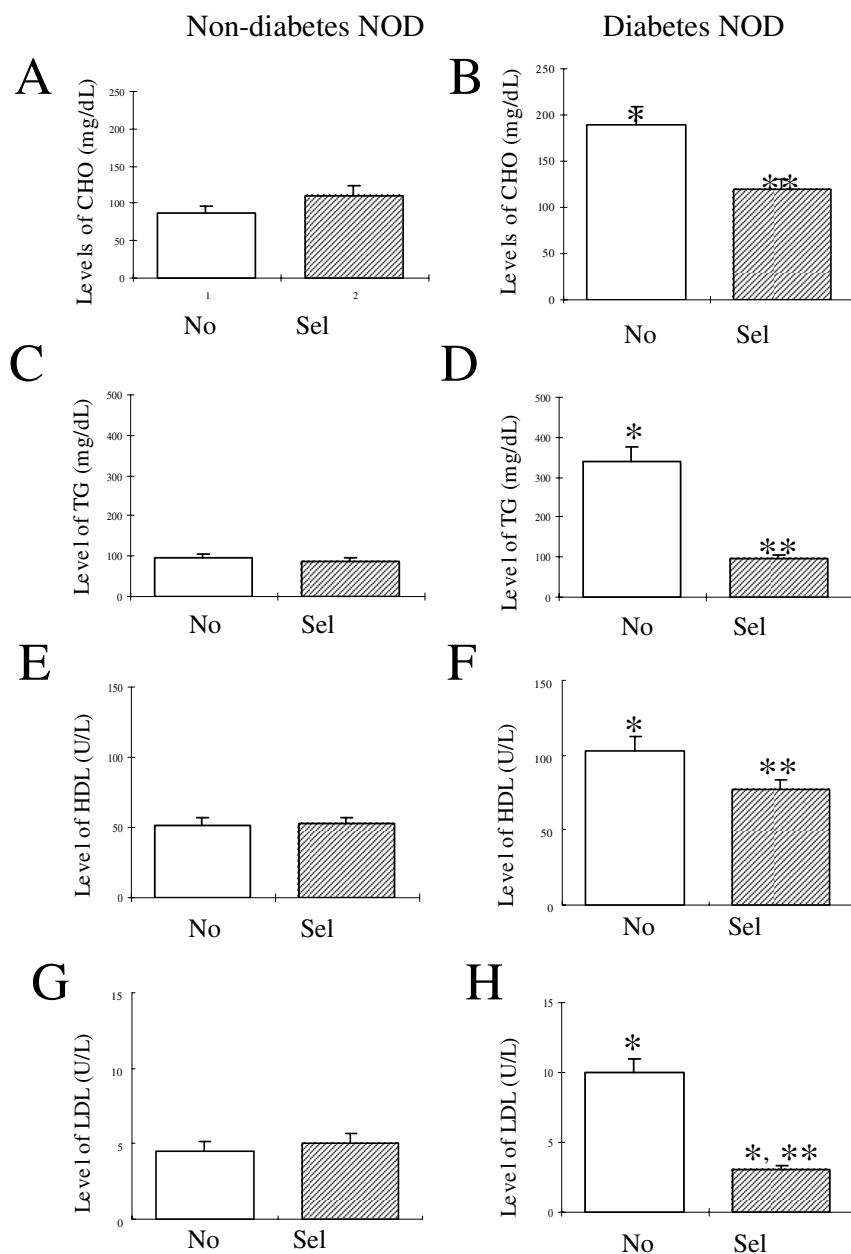 Non-diabetes NOD
Diabetes NOD
A
Levels of CHO (mg/dL)
250
200
150
100
50
0
1
2
No
Sel
B
Levels of CHO (mg/dL)
250
200
150
100
50
0
*
**
No
Sel
C
Level of TG (mg/dL)
500
400
300
200
100
0
No
Sel
D
Level of TG (mg/dL)
500
400
300
200
100
0
*
**
No
Sel
E
Level of HDL (U/L)
150
100
50
0
No
Sel
F
Level of HDL (U/L)
150
100
50
0
*
**
No
Sel
G
Level of LDL (U/L)
15
10
5
0
No
Sel
H
Level of LDL (U/L)
15
10
5
0
*
*, **
No
Sel